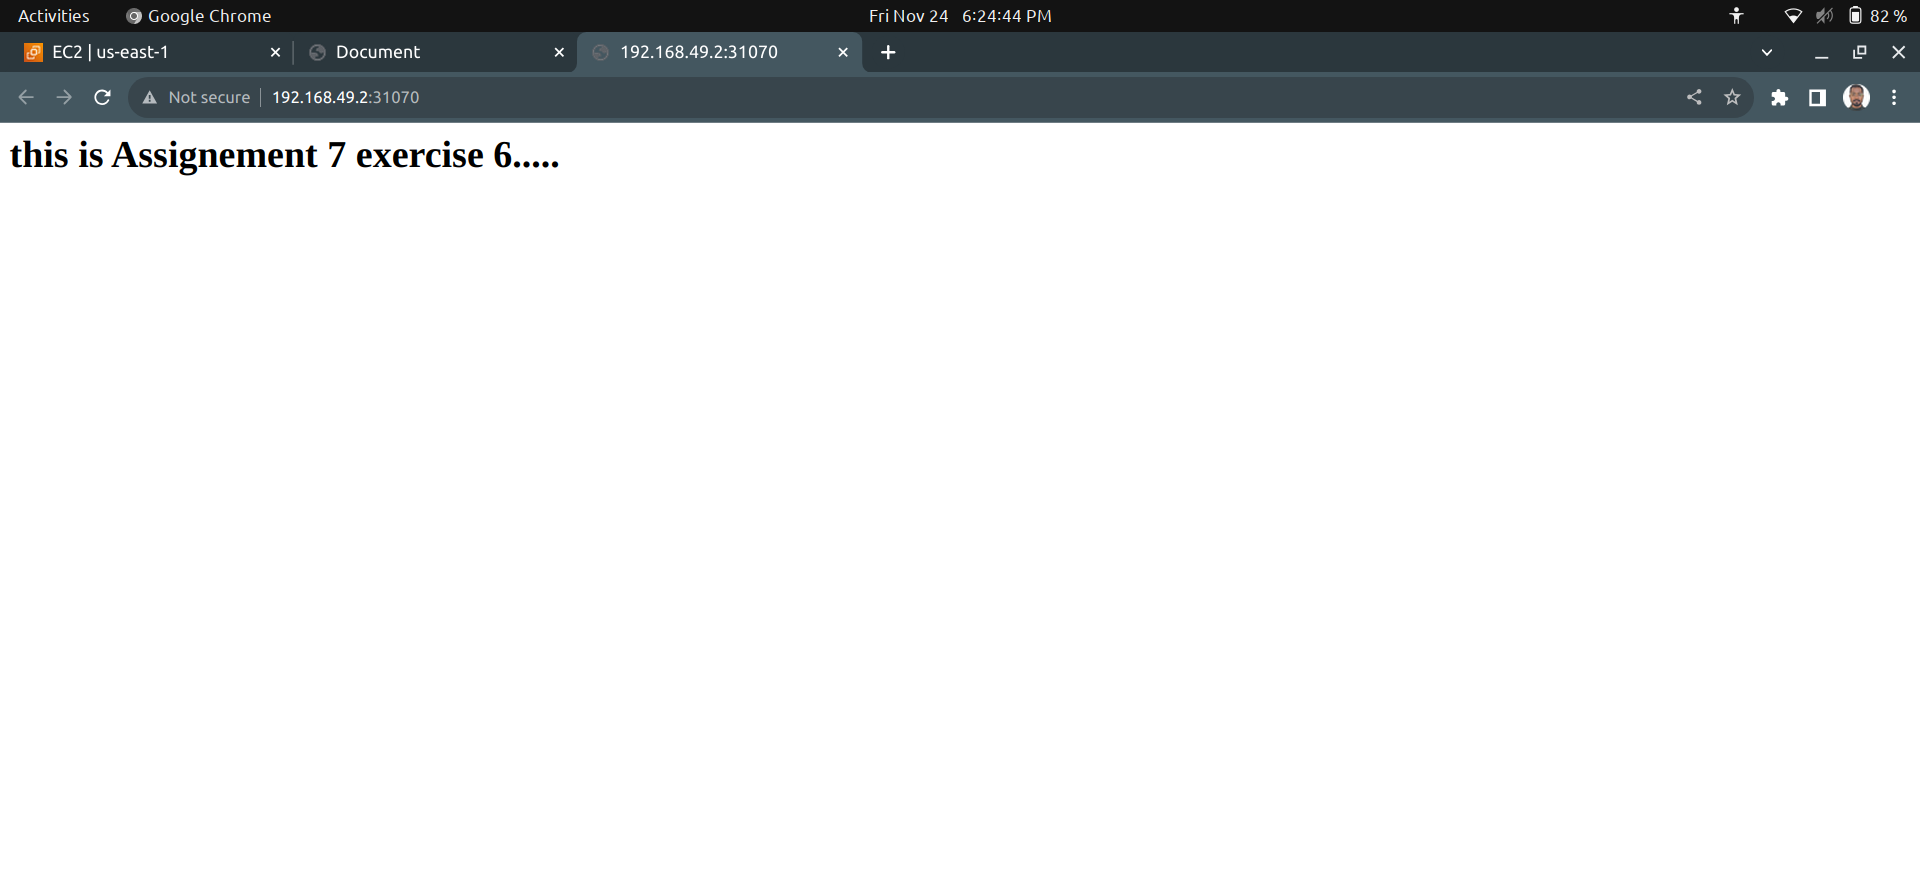 Activities Google Chrome Fri Nov 24 6:24:44 PM 82 %
EC2 | us-east-1 Document 192.168.49.2:31070
Not secure 192.168.49.2:31070
this is Assignement 7 exercise 6.....